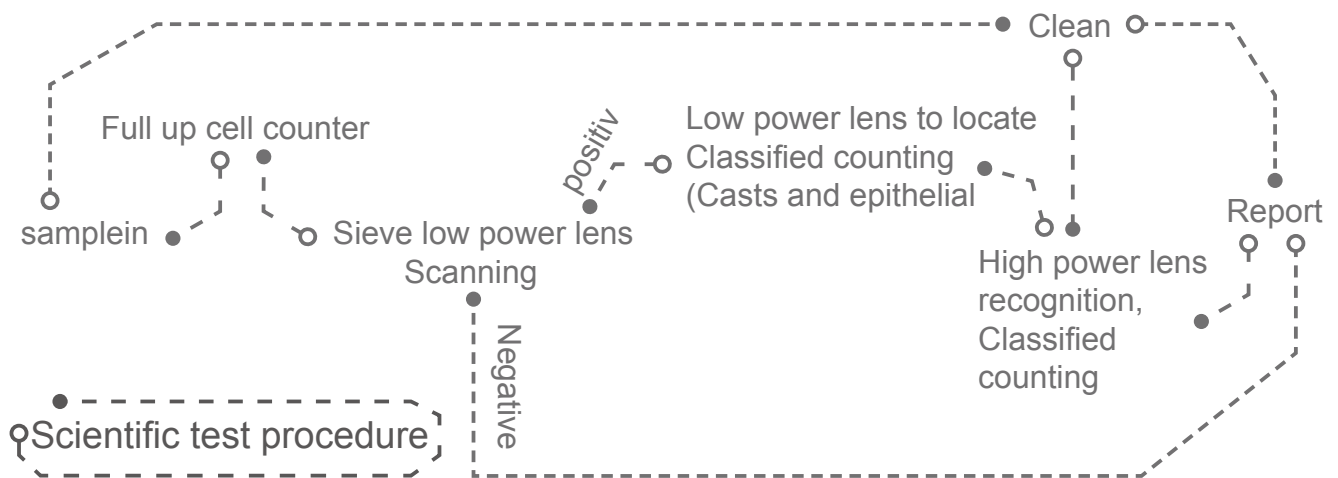 Clean
Full up cell counter
positiv
Low power lens to locate
Classified counting
(Casts and epithelial
samplein
Sieve low power lens
Scanning
Report
High power lens
recognition,
Classified
counting
Negative
Scientific test procedure